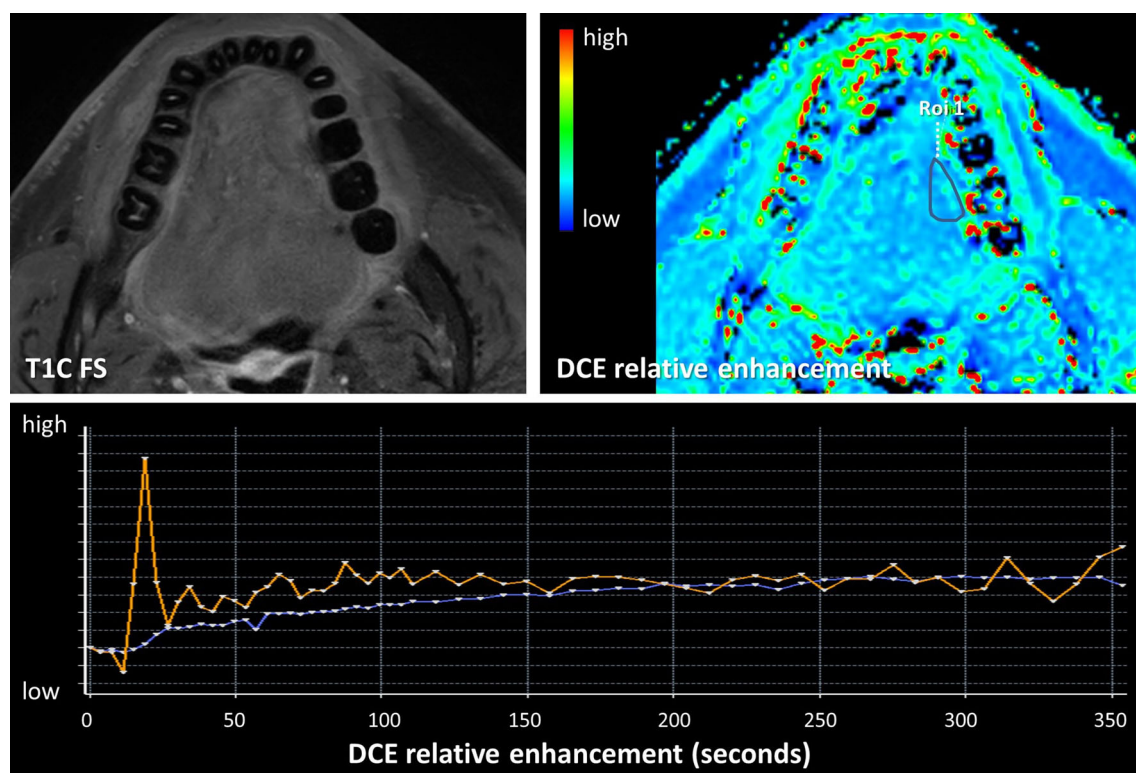 T1C FS
high
low
Roi 1
DCE relative enhancement
high
low
0 50 100 150 200 250 300 350
DCE relative enhancement (seconds)